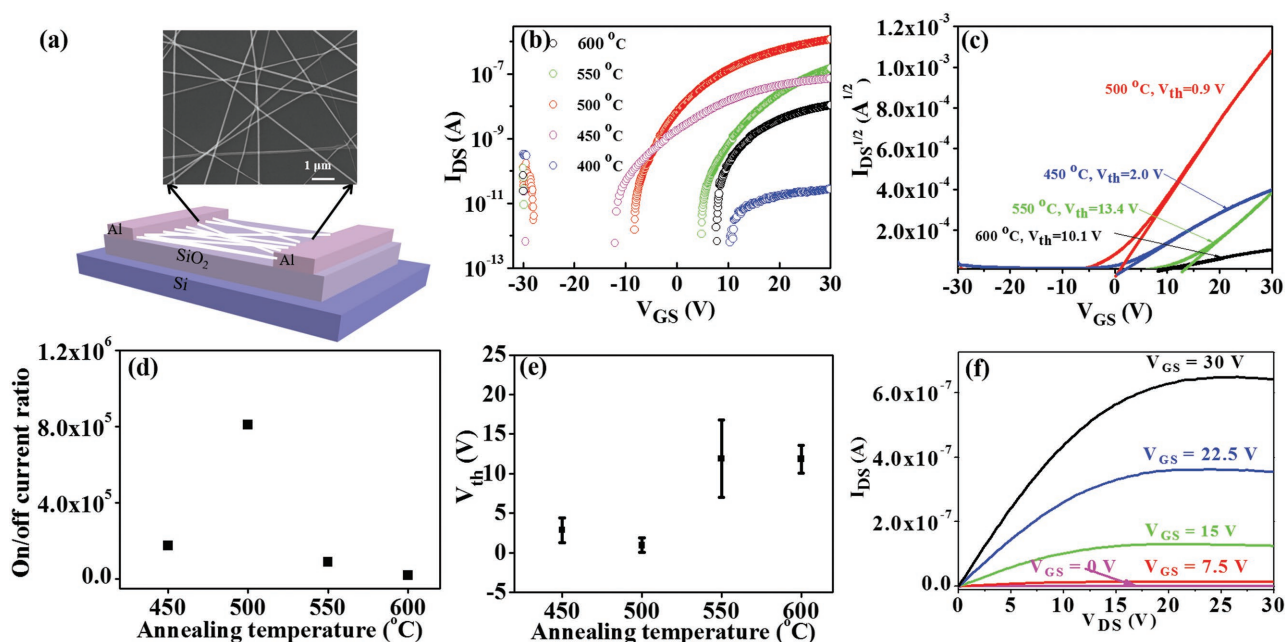 (a)
1 μm
Al
Al
SiO2
Si
(b)
600 °C
550 °C
500 °C
450 °C
400 °C
10⁻⁷
10⁻⁹
10⁻¹¹
10⁻¹³
IDS (A)
-30 -20 -10 0 10 20 30
VGS (V)
(c)
1.2x10⁻³
1.0x10⁻³
8.0x10⁻⁴
6.0x10⁻⁴
4.0x10⁻⁴
2.0x10⁻⁴
IDS^1/2 (A^1/2)
500 °C, Vth=0.9 V
450 °C, Vth=2.0 V
550 °C, Vth=13.4 V
600 °C, Vth=10.1 V
-30 -20 -10 0 10 20 30
VGS (V)
(d)
1.2x10⁶
8.0x10⁵
4.0x10⁵
0.0
On/off current ratio
450 500 550 600
Annealing temperature (°C)
(e)
25
20
15
10
5
0
-5
Vth (V)
450 500 550 600
Annealing temperature (°C)
(f)
6.0x10⁻⁷
4.0x10⁻⁷
2.0x10⁻⁷
0.0
IDS (A)
VGS = 30 V
VGS = 22.5 V
VGS = 15 V
VGS = 0 V
VGS = 7.5 V
0 5 10 15 20 25 30
VDS (V)